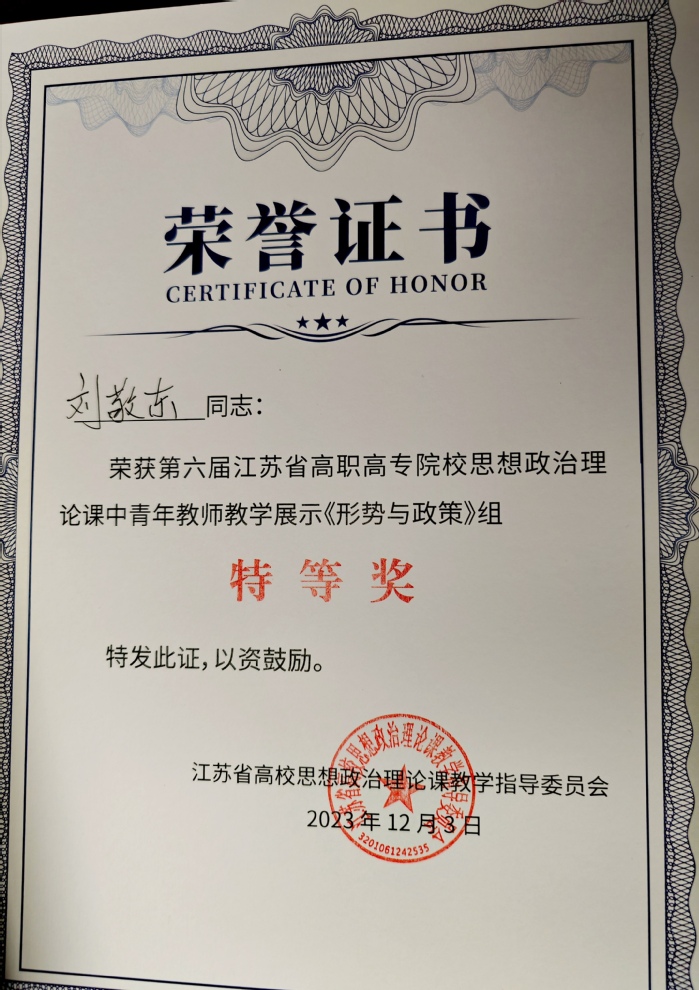 荣誉证书
CERTIFICATE OF HONOR
刘敬东 同志：
荣获第六届江苏省高职高专院校思想政治理
论课中青年教师教学展示《形势与政策》组
特等奖
特发此证，以资鼓励。
江苏省高校思想政治理论课教学指导委员会
2023年12月3日
3201061242535